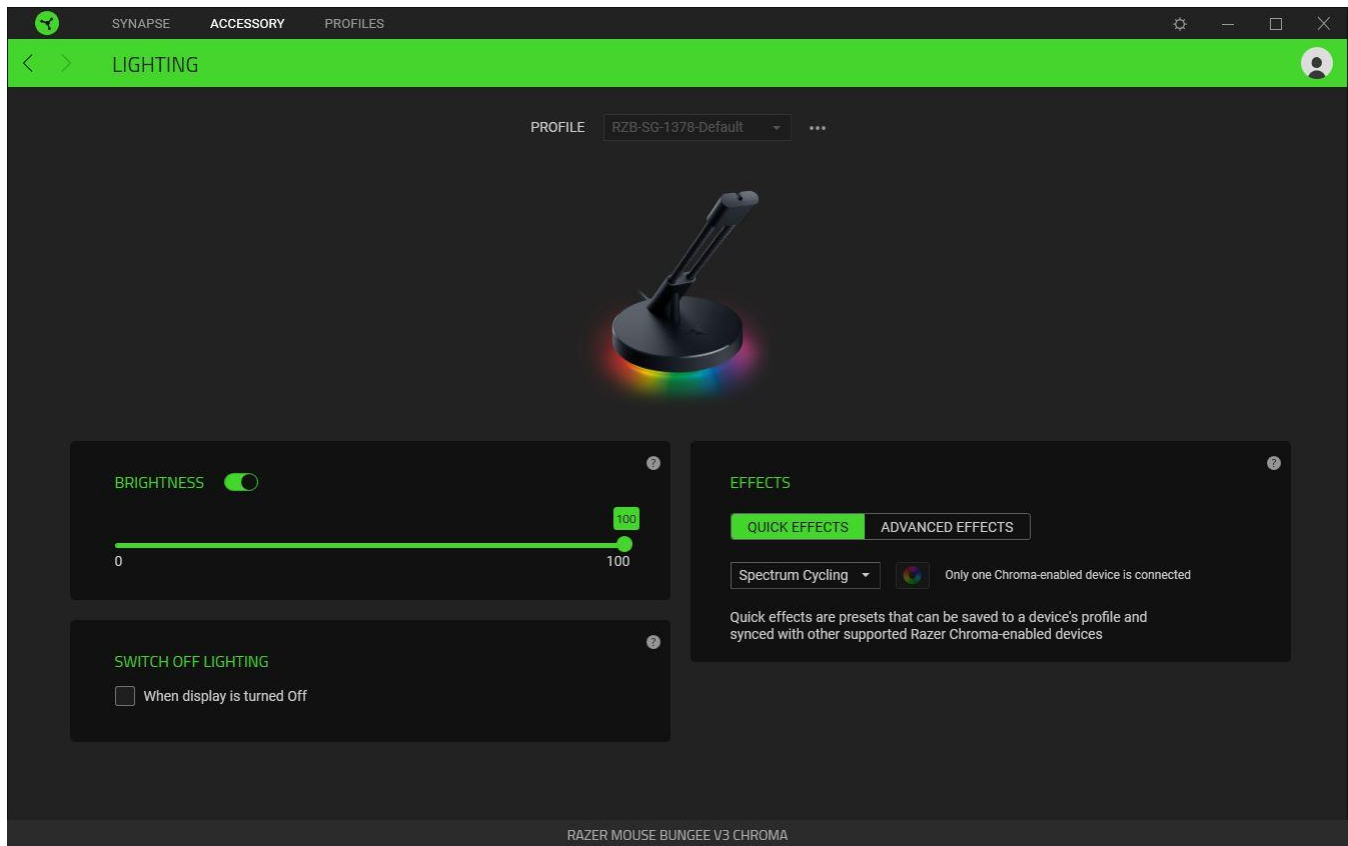 SYNAPSE ACCESSORY PROFILES
LIGHTING
PROFILE RZB-SG-1378-Default
BRIGHTNESS
100
0 100
SWITCH OFF LIGHTING
When display is turned Off
EFFECTS
QUICK EFFECTS ADVANCED EFFECTS
Spectrum Cycling Only one Chroma-enabled device is connected
Quick effects are presets that can be saved to a device's profile and
synced with other supported Razer Chroma-enabled devices
RAZER MOUSE BUNGEE V3 CHROMA